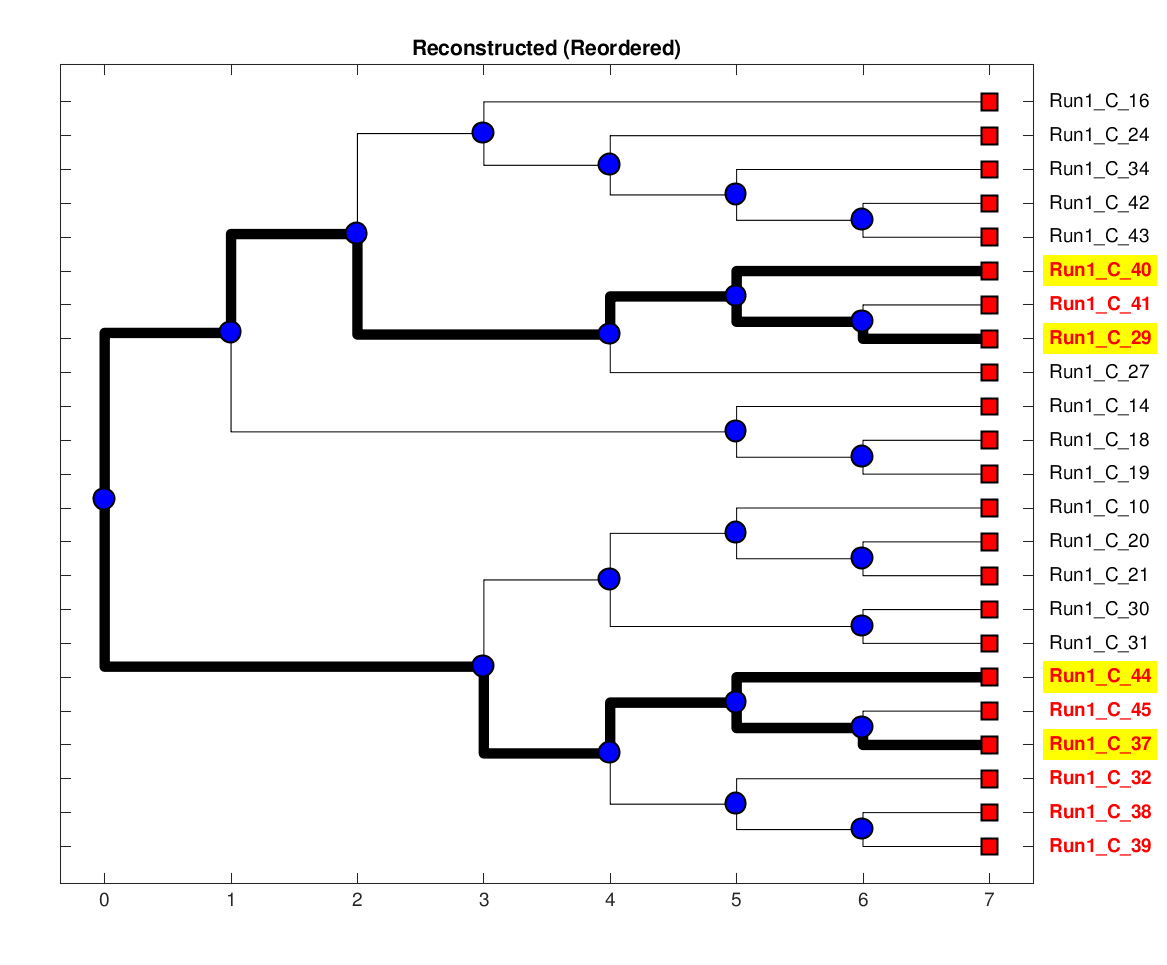 Reconstructed (Reordered)
Run1_C_16
Run1_C_24
Run1_C_34
Run1_C_42
Run1_C_43
Run1_C_40
Run1_C_41
Run1_C_29
Run1_C_27
Run1_C_14
Run1_C_18
Run1_C_19
Run1_C_10
Run1_C_20
Run1_C_21
Run1_C_30
Run1_C_31
Run1_C_44
Run1_C_45
Run1_C_37
Run1_C_32
Run1_C_38
Run1_C_39
0 1 2 3 4 5 6 7